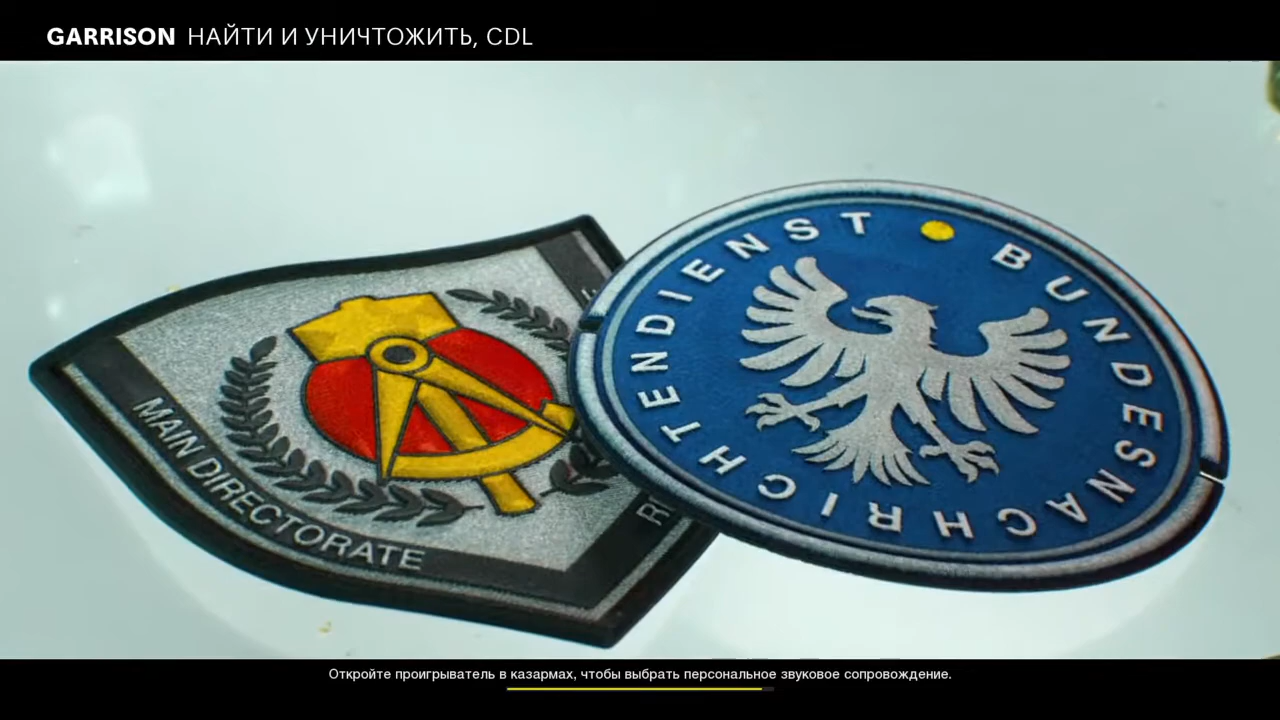 GARRISON НАЙТИ И УНИЧТОЖИТЬ, CDL
BUNDESNACHRICHTENDIENST
MAIN DIRECTORATE
Откройте проигрыватель в казармах, чтобы выбрать персональное звуковое сопровождение.